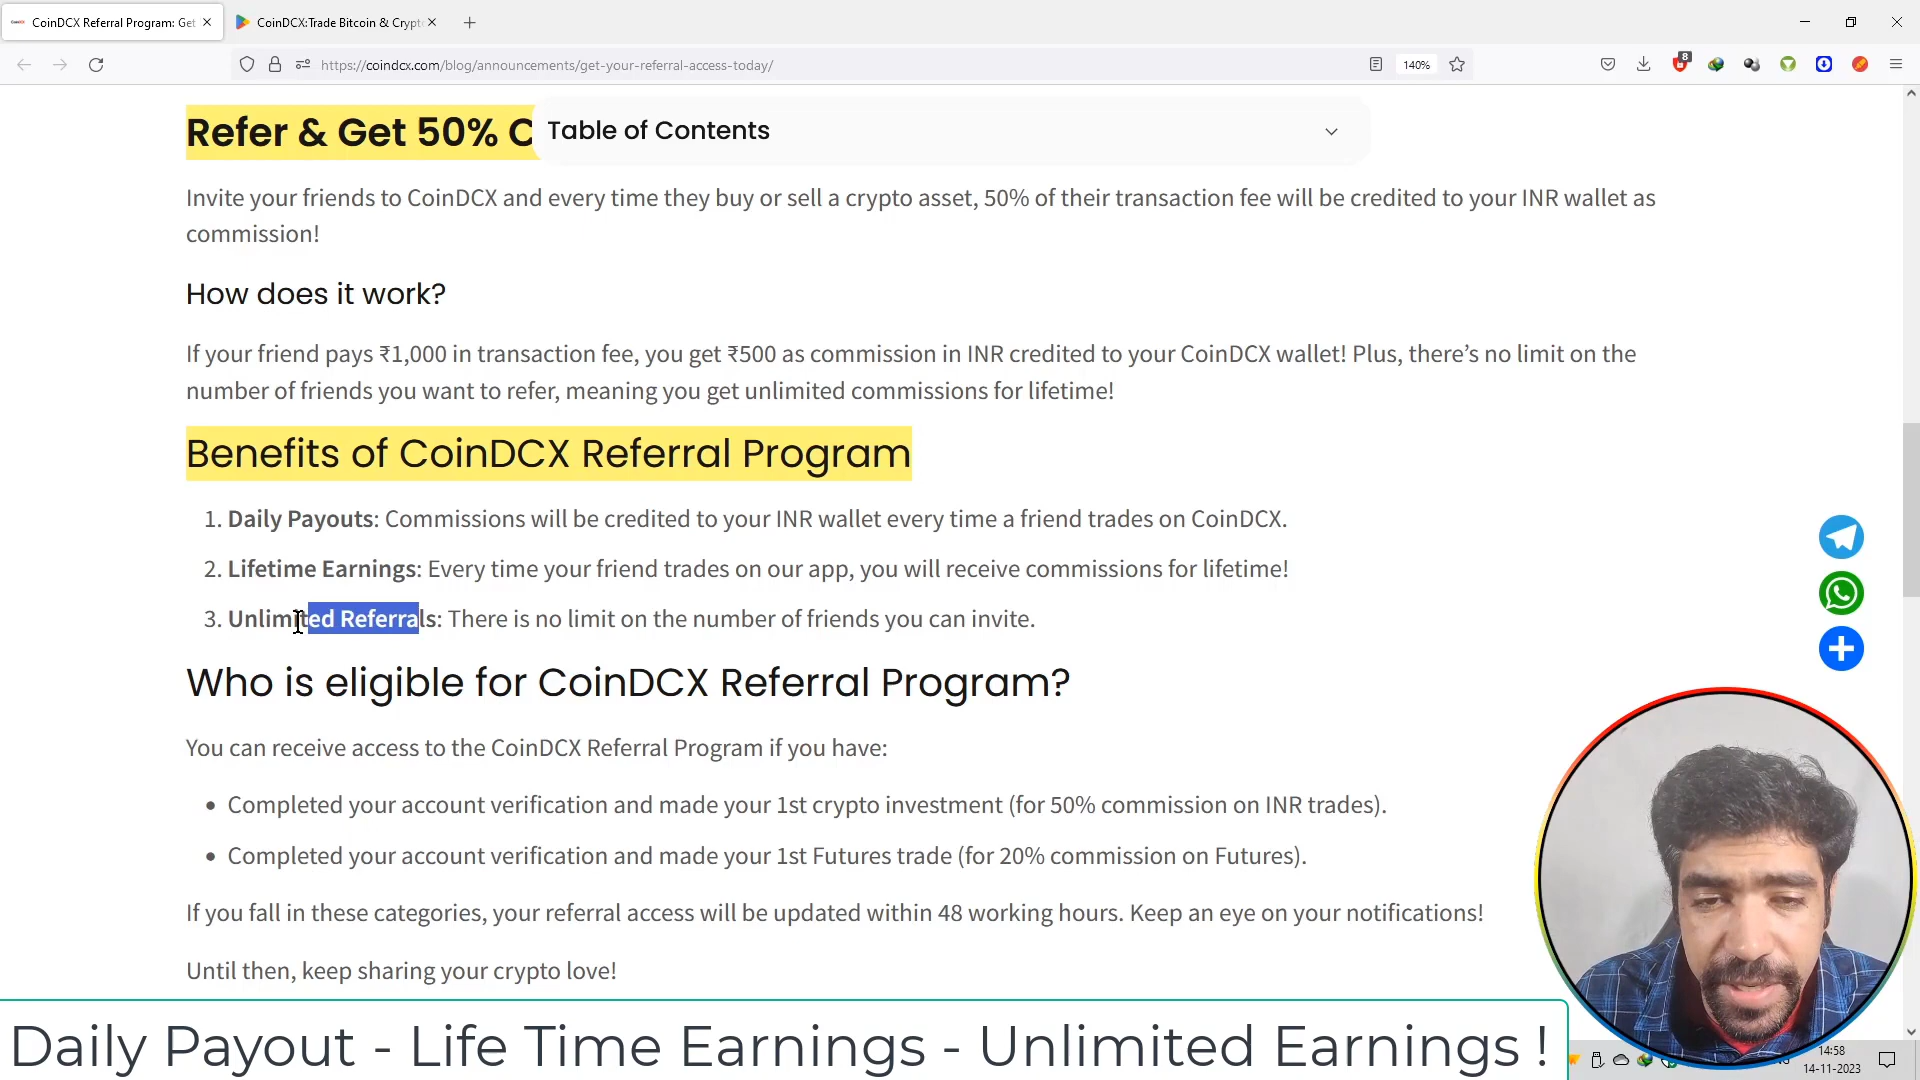 CoinDCX Referral Program: Get
CoinDCX:Trade Bitcoin & Crypt
https://coindcx.com/blog/announcements/get-your-referral-access-today/
140%
8
Refer & Get 50% C
Table of Contents
Invite your friends to CoinDCX and every time they buy or sell a crypto asset, 50% of their transaction fee will be credited to your INR wallet as
commission!
How does it work?
If your friend pays ₹1,000 in transaction fee, you get ₹500 as commission in INR credited to your CoinDCX wallet! Plus, there’s no limit on the
number of friends you want to refer, meaning you get unlimited commissions for lifetime!
Benefits of CoinDCX Referral Program
1. Daily Payouts: Commissions will be credited to your INR wallet every time a friend trades on CoinDCX.
2. Lifetime Earnings: Every time your friend trades on our app, you will receive commissions for lifetime!
3. Unlimited Referrals: There is no limit on the number of friends you can invite.
Who is eligible for CoinDCX Referral Program?
You can receive access to the CoinDCX Referral Program if you have:
• Completed your account verification and made your 1st crypto investment (for 50% commission on INR trades).
• Completed your account verification and made your 1st Futures trade (for 20% commission on Futures).
If you fall in these categories, your referral access will be updated within 48 working hours. Keep an eye on your notifications!
Until then, keep sharing your crypto love!
Daily Payout - Life Time Earnings - Unlimited Earnings !
14:58
14-11-2023